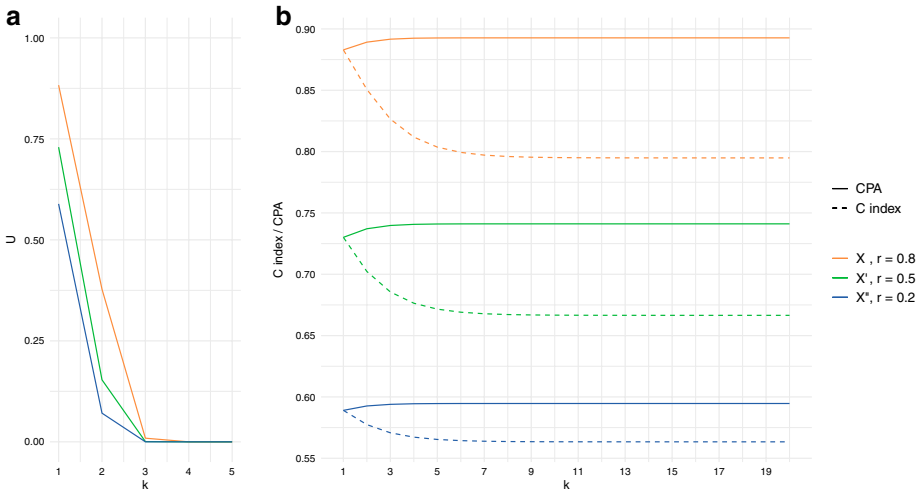 a
1.00
0.75
0.50
0.25
0.00
U
1 2 3 4 5
k
b
0.90
0.85
0.80
0.75
0.70
0.65
0.60
0.55
C index / CPA
1 3 5 7 9 11 13 15 17 19
k
CPA
C index
X , r = 0.8
X', r = 0.5
X'', r = 0.2